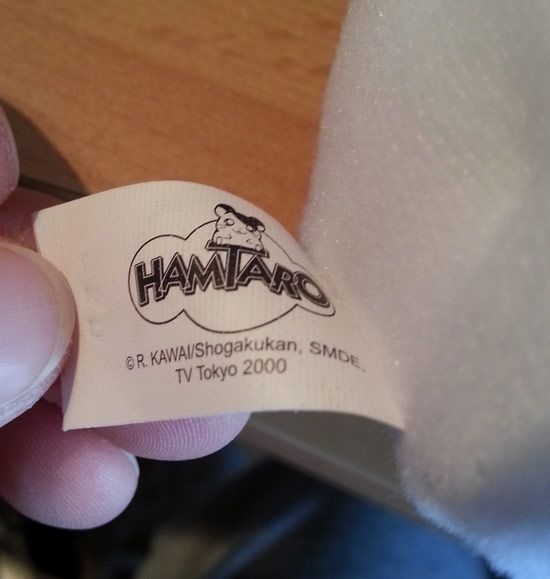 HAMTARO
© R. KAWAI/Shogakukan, SMDE,
TV Tokyo 2000